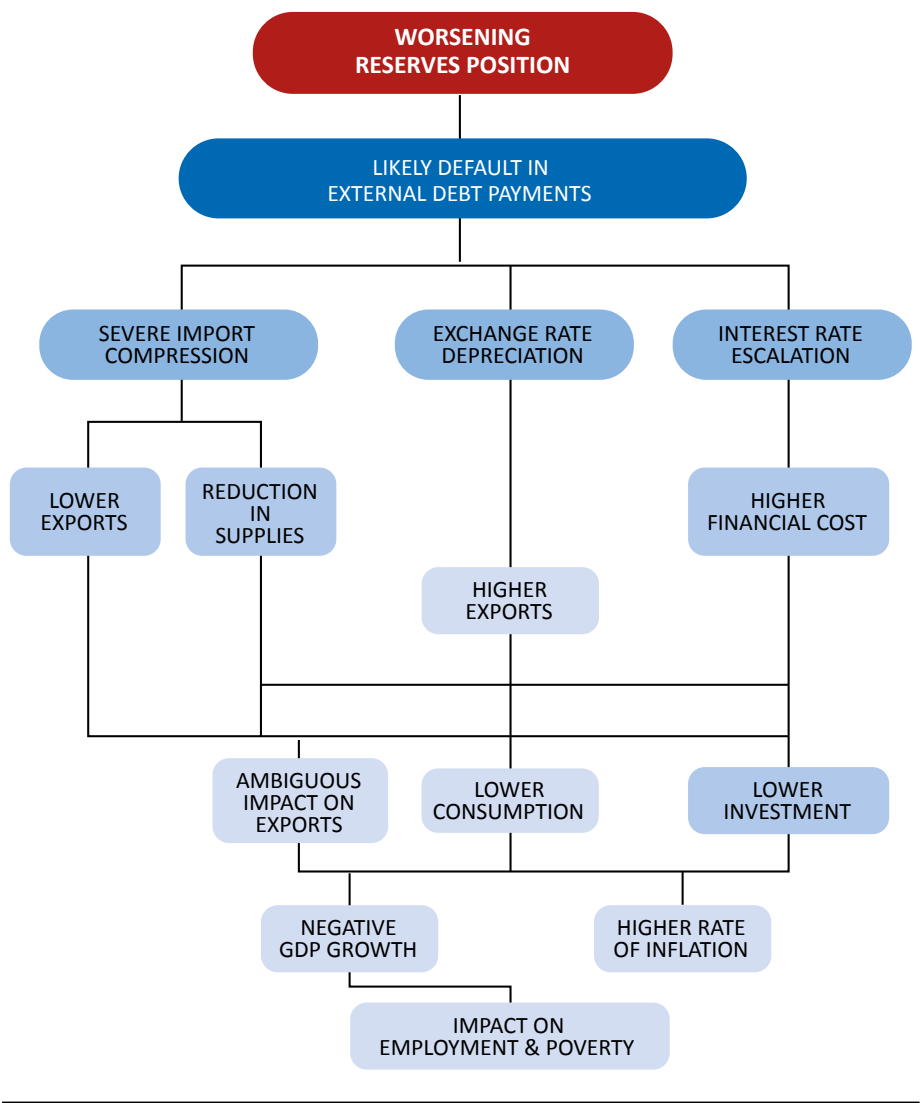 WORSENING
RESERVES POSITION
LIKELY DEFAULT IN
EXTERNAL DEBT PAYMENTS
SEVERE IMPORT
COMPRESSION
EXCHANGE RATE
DEPRECIATION
INTEREST RATE
ESCALATION
LOWER
EXPORTS
REDUCTION
IN
SUPPLIES
HIGHER
FINANCIAL COST
HIGHER
EXPORTS
AMBIGUOUS
IMPACT ON
EXPORTS
LOWER
CONSUMPTION
LOWER
INVESTMENT
NEGATIVE
GDP GROWTH
HIGHER RATE
OF INFLATION
IMPACT ON
EMPLOYMENT & POVERTY